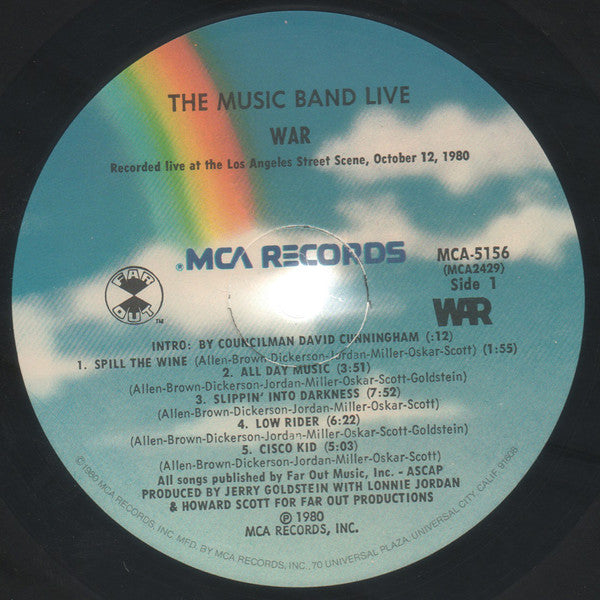 THE MUSIC BAND LIVE
WAR
Recorded live at the Los Angeles Street Scene, October 12, 1980
MCA RECORDS
MCA-5156
(MCA2429)
Side 1
FAR OUT
TM
WAR
INTRO: BY COUNCILMAN DAVID CUNNINGHAM (:12)
1. SPILL THE WINE (Allen-Brown-Dickerson-Jordan-Miller-Oskar-Scott) (1:55)
2. ALL DAY MUSIC (3:51)
(Allen-Brown-Dickerson-Jordan-Miller-Oskar-Scott-Goldstein)
3. SLIPPIN' INTO DARKNESS (7:52)
(Allen-Brown-Dickerson-Jordan-Miller-Oskar-Scott)
4. LOW RIDER (6:22)
(Allen-Brown-Dickerson-Jordan-Miller-Oskar-Scott-Goldstein)
5. CISCO KID (5:03)
(Allen-Brown-Dickerson-Jordan-Miller-Oskar-Scott)
All songs published by Far Out Music, Inc. - ASCAP
PRODUCED BY JERRY GOLDSTEIN WITH LONNIE JORDAN
& HOWARD SCOTT FOR FAR OUT PRODUCTIONS
℗ 1980
MCA RECORDS, INC.
©1980 MCA RECORDS, INC. MFD. BY MCA RECORDS, INC., 70 UNIVERSAL PLAZA, UNIVERSAL CITY, CALIF. 91608